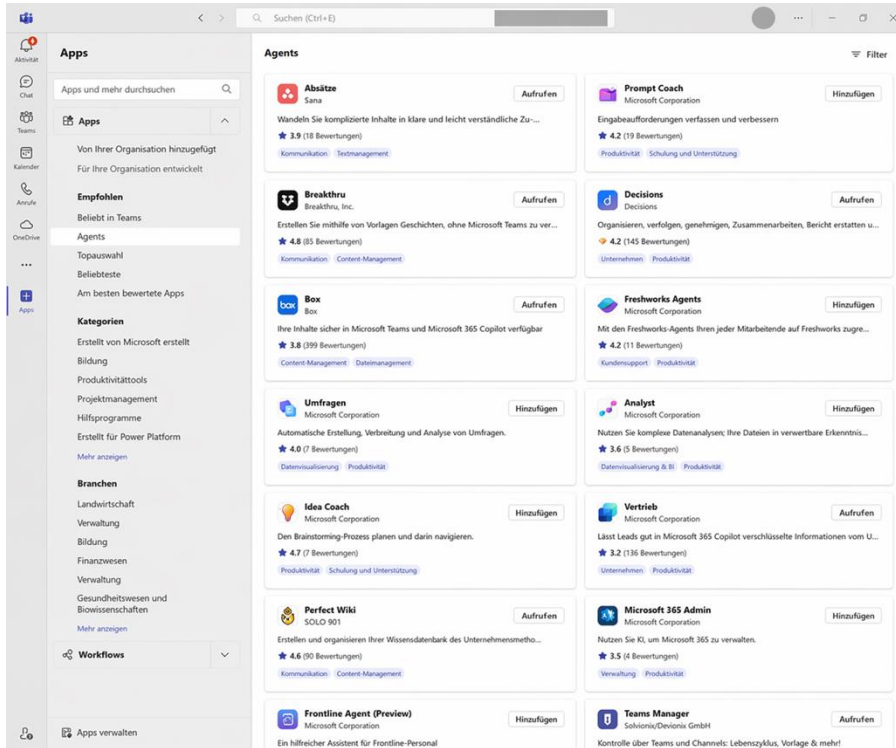 Suchen (Ctrl+E)
Aktivität
Chat
Teams
Kalender
Anrufe
OneDrive
Apps
Apps
Apps und mehr durchsuchen
Apps
Von Ihrer Organisation hinzugefügt
Für Ihre Organisation entwickelt
Empfohlen
Beliebt in Teams
Agents
Topauswahl
Beliebteste
Am besten bewertete Apps
Kategorien
Erstellt von Microsoft erstellt
Bildung
Produktivitättools
Projektmanagement
Hilfsprogramme
Erstellt für Power Platform
Mehr anzeigen
Branchen
Landwirtschaft
Verwaltung
Bildung
Finanzwesen
Verwaltung
Gesundheitswesen und
Biowissenschaften
Mehr anzeigen
Workflows
Apps verwalten
Agents
Filter
Absätze
Sana
Aufrufen
Wandeln Sie komplizierte Inhalte in klare und leicht verständliche Zu-...
3.9 (18 Bewertungen)
Kommunikation Textmanagement
Prompt Coach
Microsoft Corporation
Hinzufügen
Eingabeaufforderungen verfassen und verbessern
4.2 (19 Bewertungen)
Produktivität Schulung und Unterstützung
Breakthru
Breakthru, Inc.
Aufrufen
Erstellen Sie mithilfe von Vorlagen Geschichten, ohne Microsoft Teams zu ver...
4.8 (85 Bewertungen)
Kommunikation Content-Management
Decisions
Decisions
Aufrufen
Organisieren, verfolgen, genehmigen, Zusammenarbeiten, Bericht erstatten u...
4.2 (145 Bewertungen)
Unternehmen Produktivität
box
Box
Box
Aufrufen
Ihre Inhalte sicher in Microsoft Teams und Microsoft 365 Copilot verfügbar
3.8 (399 Bewertungen)
Content-Management Dateimanagement
Freshworks Agents
Microsoft Corporation
Hinzufügen
Mit den Freshworks-Agents Ihren jeder Mitarbeitende auf Freshworks zugre...
4.2 (11 Bewertungen)
Kundensupport Produktivität
Umfragen
Microsoft Corporation
Hinzufügen
Automatische Erstellung, Verbreitung und Analyse von Umfragen.
4.0 (7 Bewertungen)
Datenvisualisierung Produktivität
Analyst
Microsoft Corporation
Hinzufügen
Nutzen Sie komplexe Datenanalysen; Ihre Dateien in verwertbare Erkenntnis...
3.6 (5 Bewertungen)
Datenvisualisierung & BI Produktivität
Idea Coach
Microsoft Corporation
Hinzufügen
Den Brainstorming-Prozess planen und darin navigieren.
4.7 (7 Bewertungen)
Produktivität Schulung und Unterstützung
Vertrieb
Microsoft Corporation
Aufrufen
Lässt Leads gut in Microsoft 365 Copilot verschlüsselte Informationen vom U...
3.2 (136 Bewertungen)
Unternehmen Produktivität
Perfect Wiki
SOLO 901
Aufrufen
Erstellen und organisieren Ihrer Wissensdatenbank des Unternehmensmetho...
4.6 (90 Bewertungen)
Kommunikation Content-Management
Microsoft 365 Admin
Microsoft Corporation
Hinzufügen
Nutzen Sie KI, um Microsoft 365 zu verwalten.
3.5 (4 Bewertungen)
Verwaltung Produktivität
Frontline Agent (Preview)
Microsoft Corporation
Hinzufügen
Ein hilfreicher Assistent für Frontline-Personal
Teams Manager
Solvionix/Devionix GmbH
Aufrufen
Kontrolle über Teams und Channels: Lebenszyklus, Vorlage & mehr!